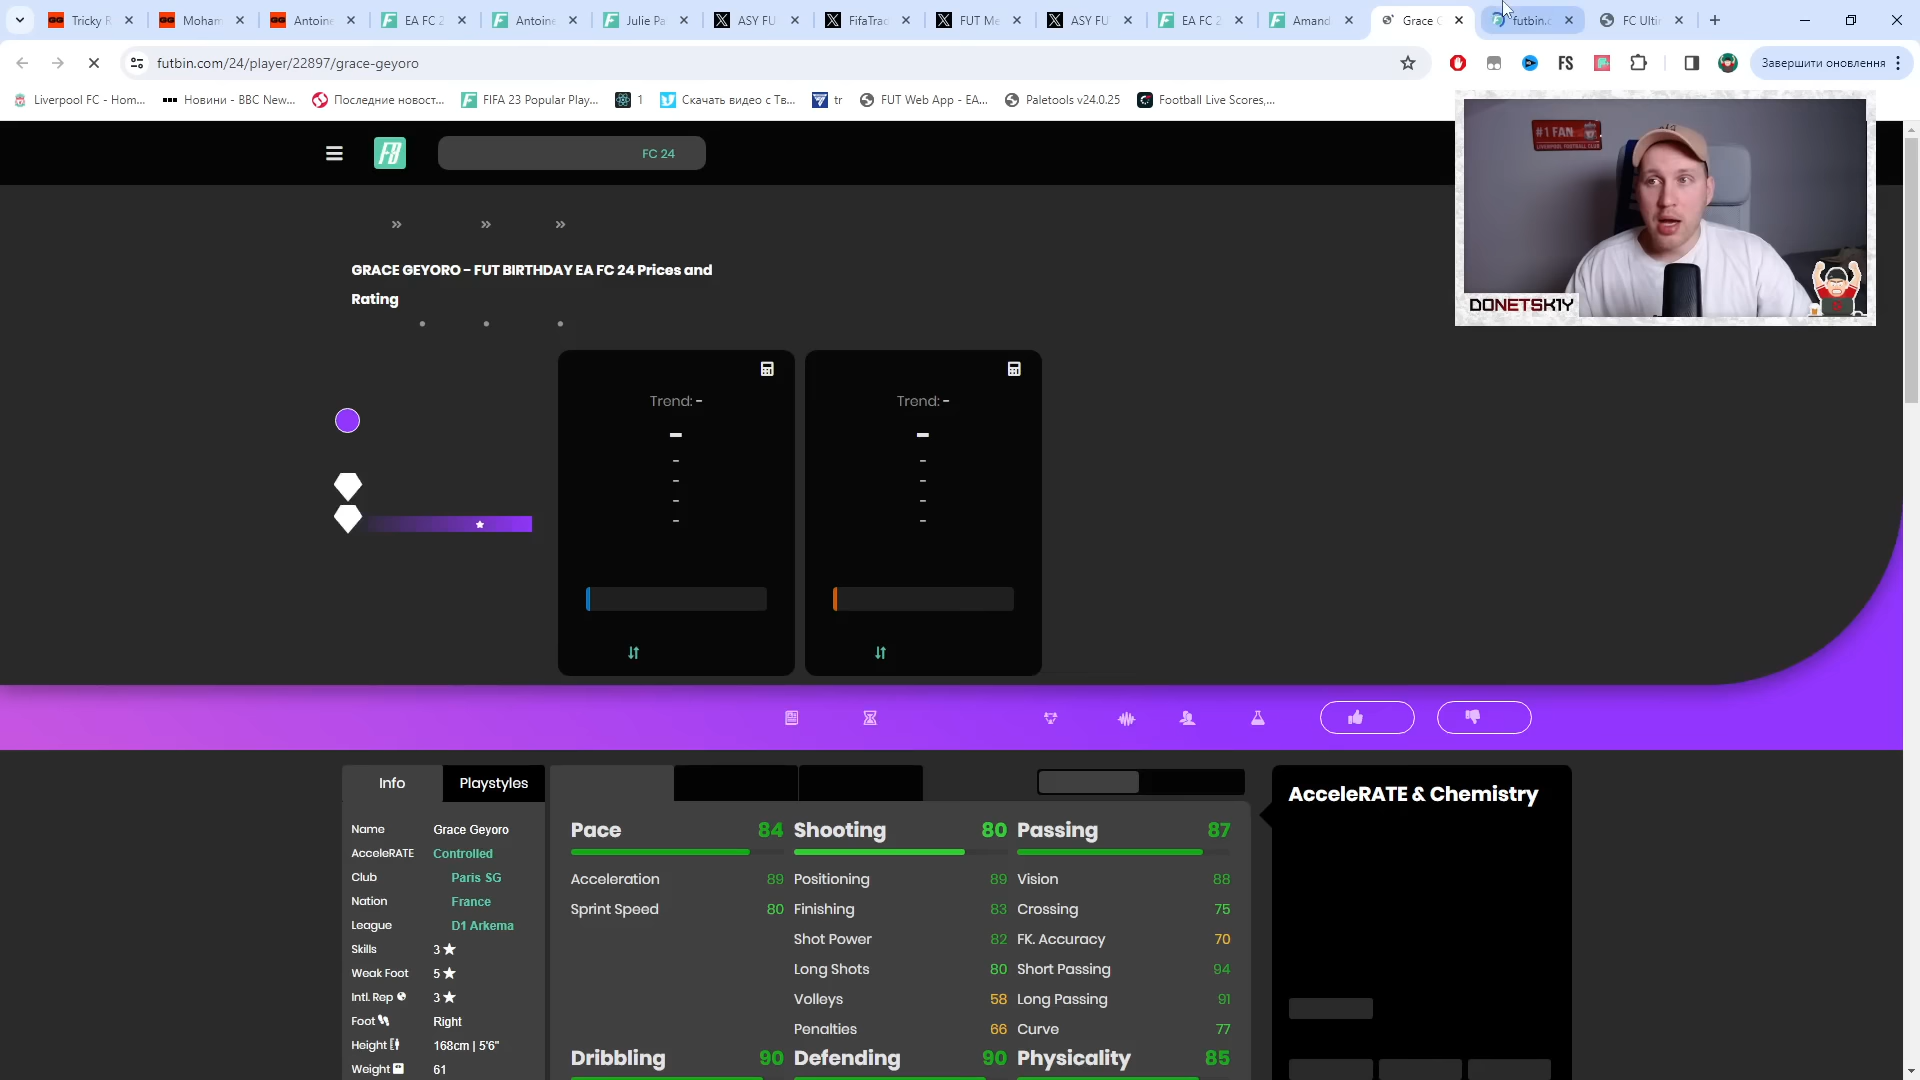 Tricky R
Moham
Antoine
EA FC 2
Antoine
Julie Pa
ASY FU
FifaTrad
FUT Me
ASY FU
EA FC 2
Amand
Grace G
futbin.c
FC Ulti
futbin.com/24/player/22897/grace-geyoro
FS
Завершити оновлення
Liverpool FC - Hom...
Новини - BBC New...
Последние новост...
FIFA 23 Popular Play...
1
Скачать видео с Тв...
tr
FUT Web App - EA...
Paletools v24.0.25
Football Live Scores,...
FC 24
#1 FAN
LIVERPOOL FOOTBALL CLUB
DONETSK1Y
GRACE GEYORO - FUT BIRTHDAY EA FC 24 Prices and
Rating
Trend: -
Trend: -
Info
Playstyles
Name Grace Geyoro
AcceleRATE Controlled
Club Paris SG
Nation France
League D1 Arkema
Skills 3
Weak Foot 5
Intl. Rep 3
Foot Right
Height 168cm | 5'6"
Weight 61
Pace 84
Acceleration 89
Sprint Speed 80
Shooting 80
Positioning 89
Finishing 83
Shot Power 82
Long Shots 80
Volleys 58
Penalties 66
Passing 87
Vision 88
Crossing 75
FK. Accuracy 70
Short Passing 94
Long Passing 91
Curve 77
Dribbling 90
Defending 90
Physicality 85
AcceleRATE & Chemistry